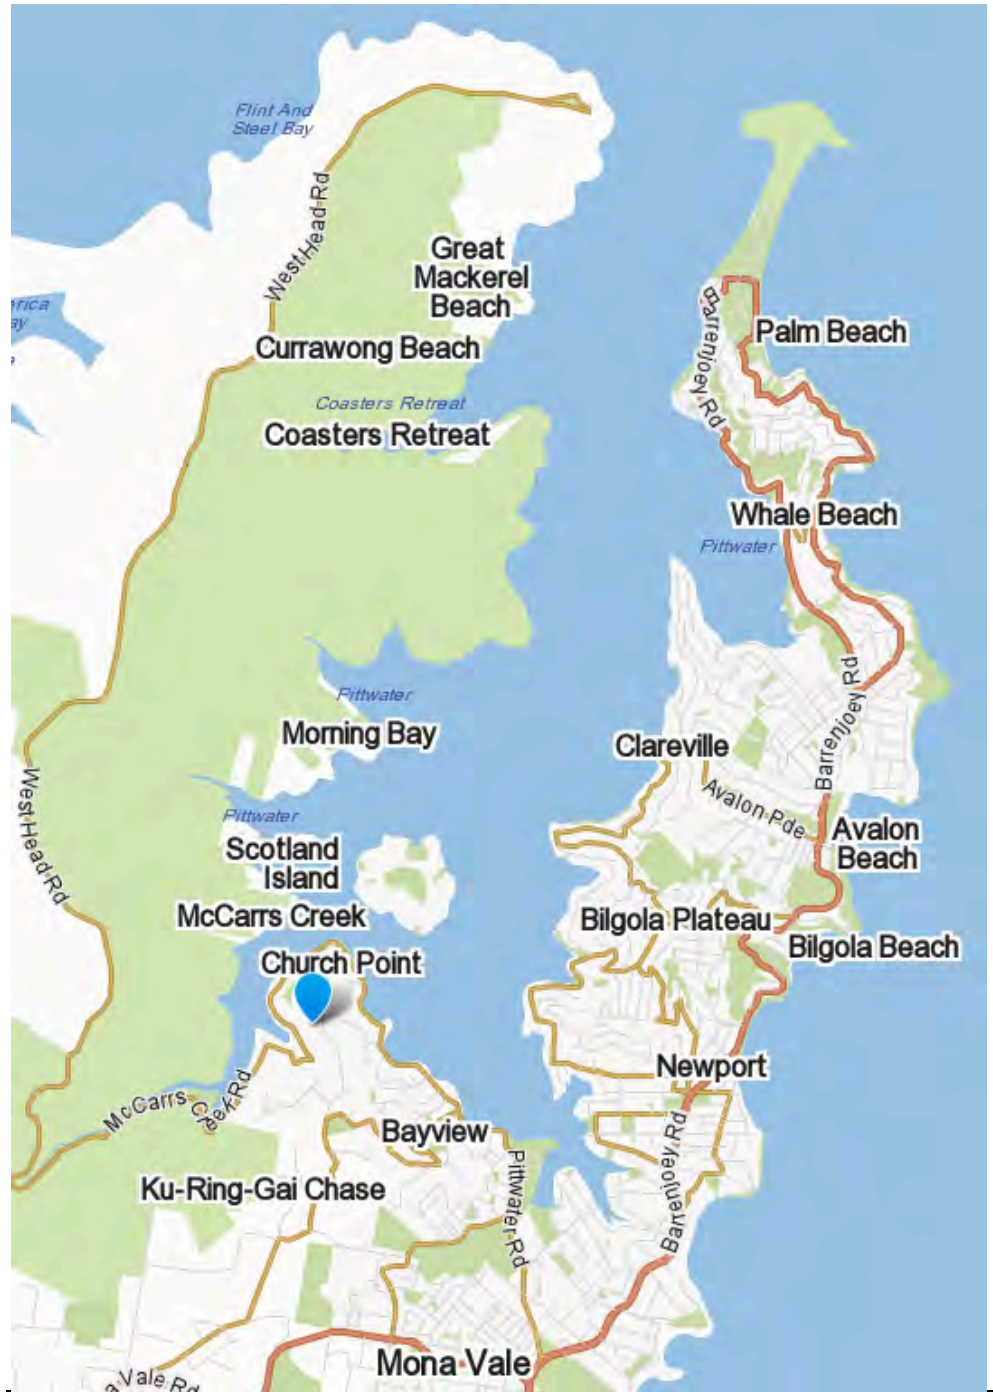 Flint And
Steel Bay
West Head Rd
Great
Mackerel
Beach
Barrenjoey Rd
Palm Beach
Currawong Beach
Coasters Retreat
Coasters Retreat
Whale Beach
Pittwater
Barrenjoey Rd
Pittwater
Morning Bay
Clareville
West Head Rd
Avalon Pde
Pittwater
Avalon
Beach
Scotland
Island
McCarrs Creek
Bilgola Plateau
Bilgola Beach
Church Point
Newport
McCarrs Creek Rd
Bayview
Barrenjoey Rd
Pittwater Rd
Ku-Ring-Gai Chase
Mona Vale
a Vale Rd